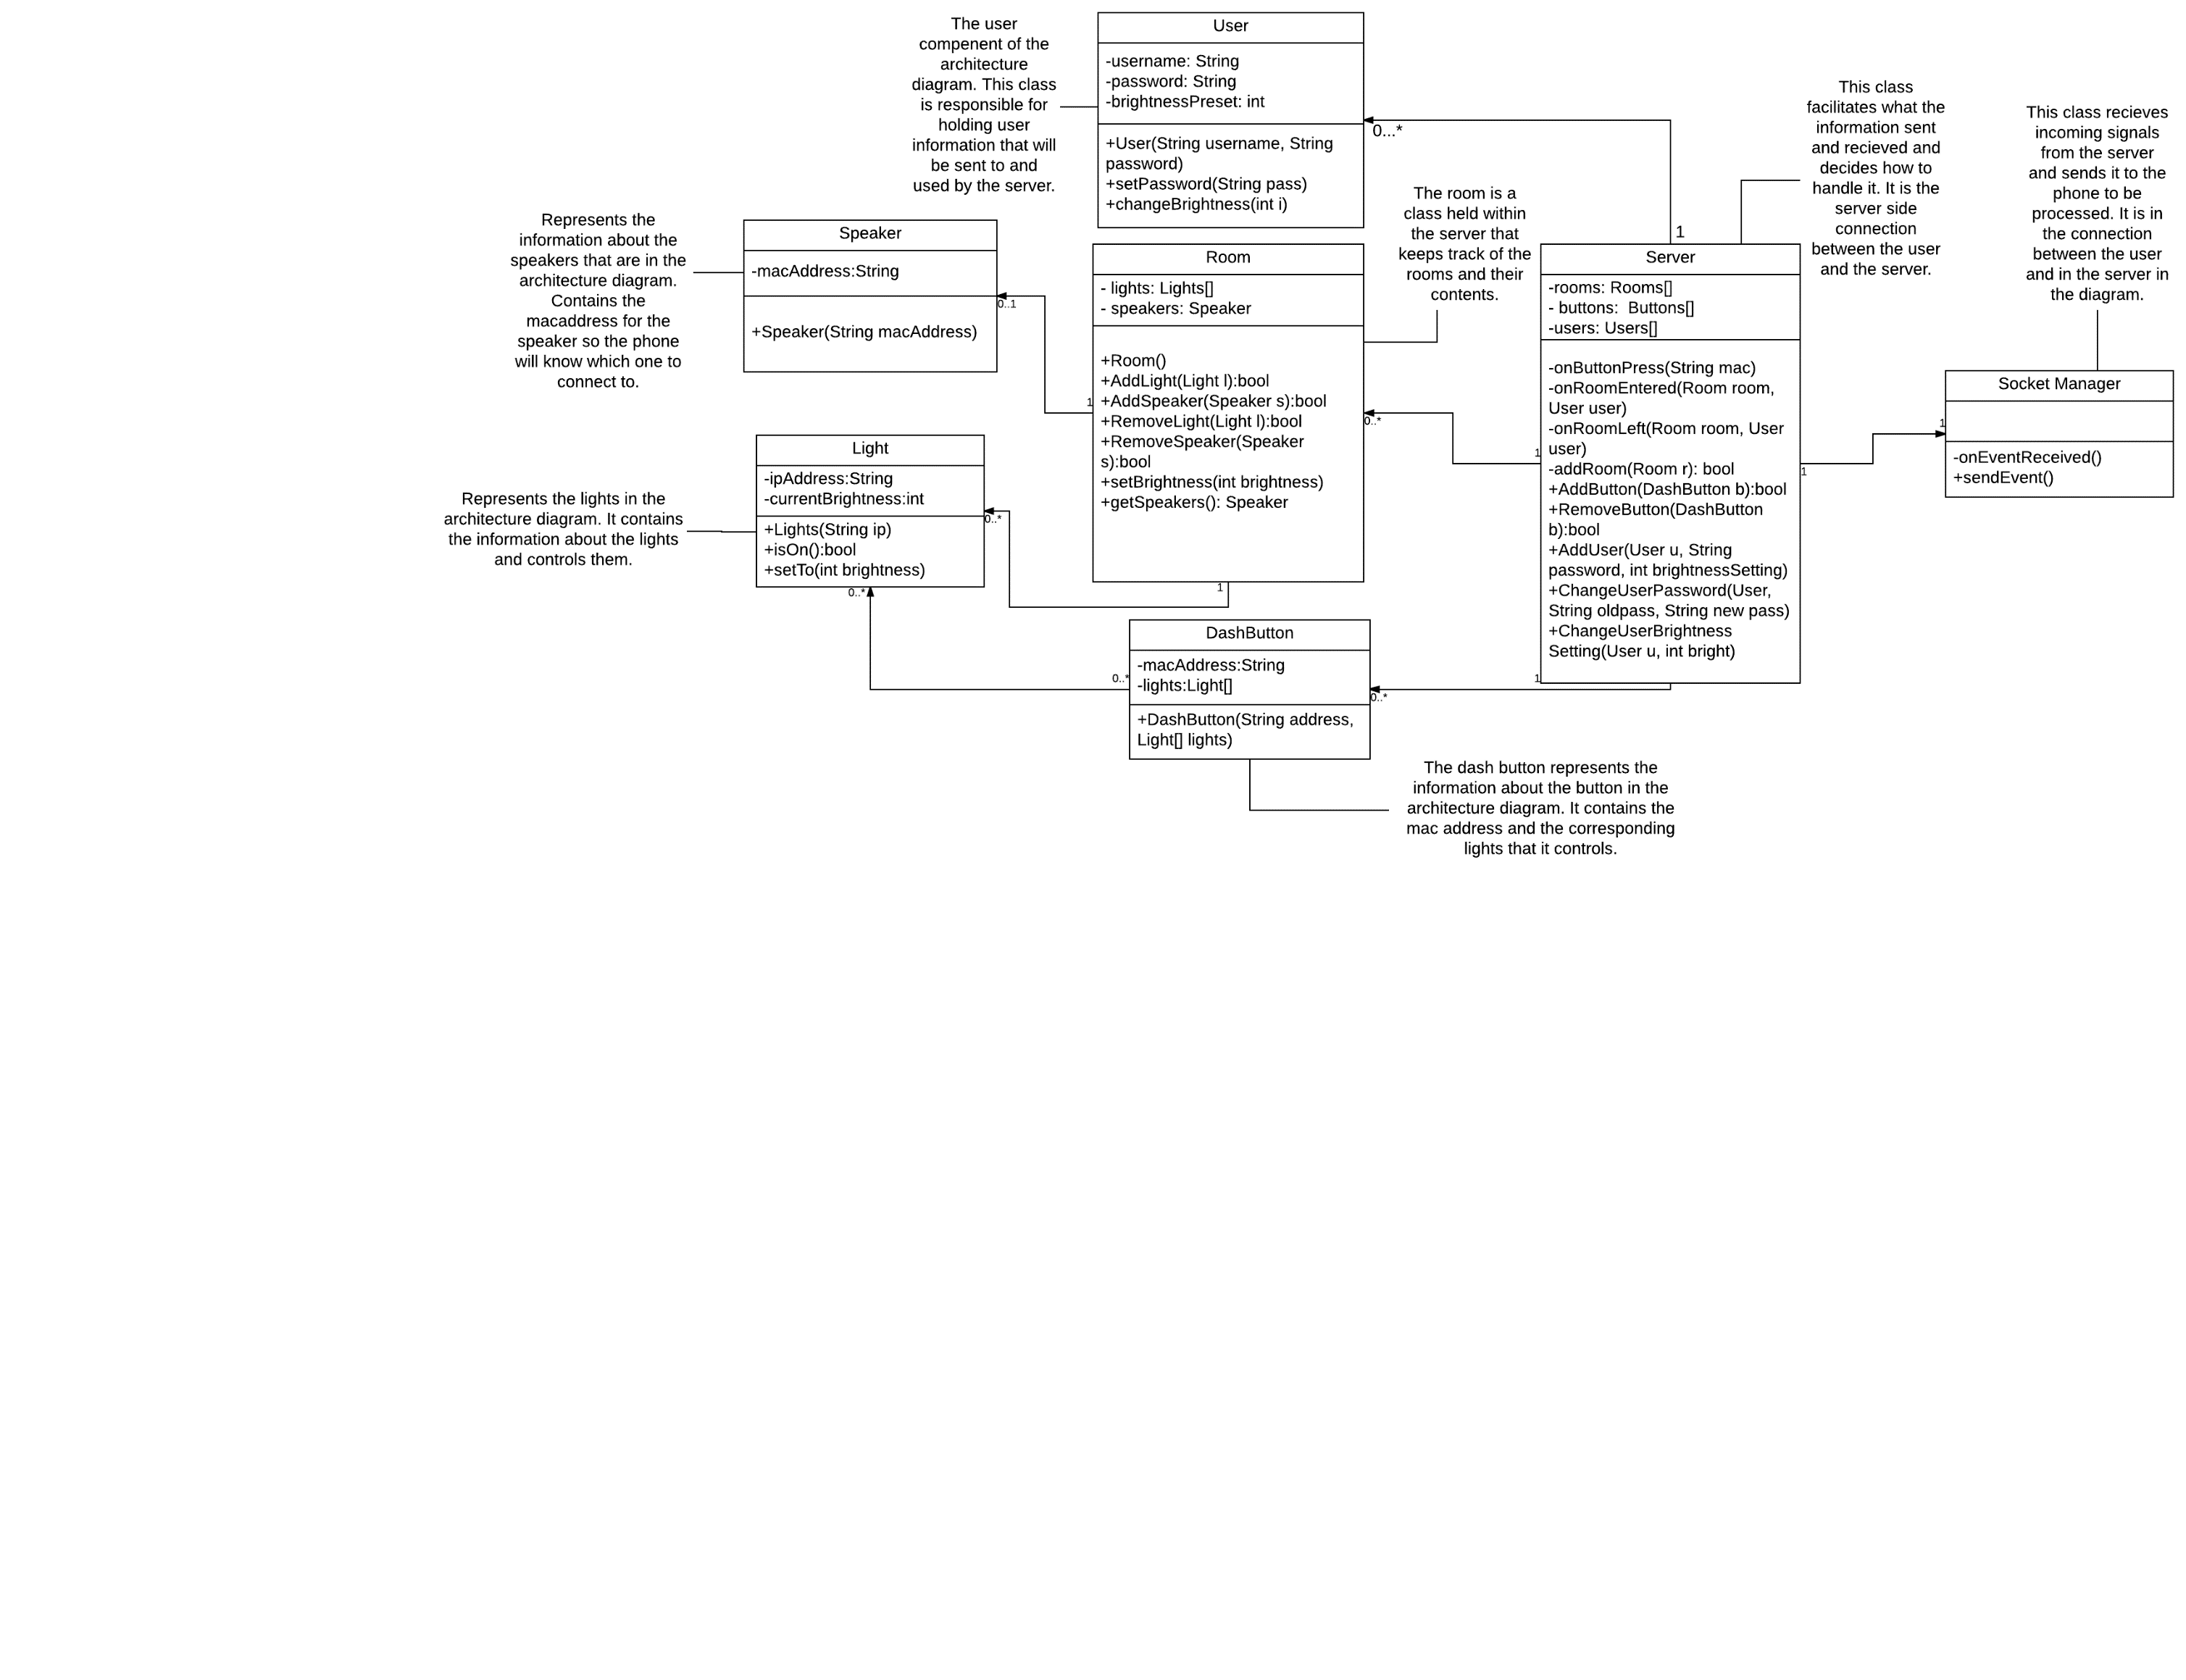 The user
compenent of the
architecture
diagram. This class
is responsible for
holding user
information that will
be sent to and
used by the server.
User
-username: String
-password: String
-brightnessPreset: int
+User(String username, String
password)
+setPassword(String pass)
+changeBrightness(int i)
0...*
1
This class
facilitates what the
information sent
and recieved and
decides how to
handle it. It is the
server side
connection
between the user
and the server.
This class recieves
incoming signals
from the server
and sends it to the
phone to be
processed. It is in
the connection
between the user
and in the server in
the diagram.
Represents the
information about the
speakers that are in the
architecture diagram.
Contains the
macaddress for the
speaker so the phone
will know which one to
connect to.
Speaker
-macAddress:String
+Speaker(String macAddress)
0..1
1
The room is a
class held within
the server that
keeps track of the
rooms and their
contents.
Room
- lights: Lights[]
- speakers: Speaker
+Room()
+AddLight(Light l):bool
+AddSpeaker(Speaker s):bool
+RemoveLight(Light l):bool
+RemoveSpeaker(Speaker
s):bool
+setBrightness(int brightness)
+getSpeakers(): Speaker
0..*
1
1
Server
-rooms: Rooms[]
- buttons:  Buttons[]
-users: Users[]
-onButtonPress(String mac)
-onRoomEntered(Room room,
User user)
-onRoomLeft(Room room, User
user)
-addRoom(Room r): bool
+AddButton(DashButton b):bool
+RemoveButton(DashButton
b):bool
+AddUser(User u, String
password, int brightnessSetting)
+ChangeUserPassword(User,
String oldpass, String new pass)
+ChangeUserBrightness
Setting(User u, int bright)
1
1
Socket Manager
-onEventReceived()
+sendEvent()
Represents the lights in the
architecture diagram. It contains
the information about the lights
and controls them.
Light
-ipAddress:String
-currentBrightness:int
+Lights(String ip)
+isOn():bool
+setTo(int brightness)
0..*
0..*
0..*
DashButton
-macAddress:String
-lights:Light[]
+DashButton(String address,
Light[] lights)
0..*
1
The dash button represents the
information about the button in the
architecture diagram. It contains the
mac address and the corresponding
lights that it controls.